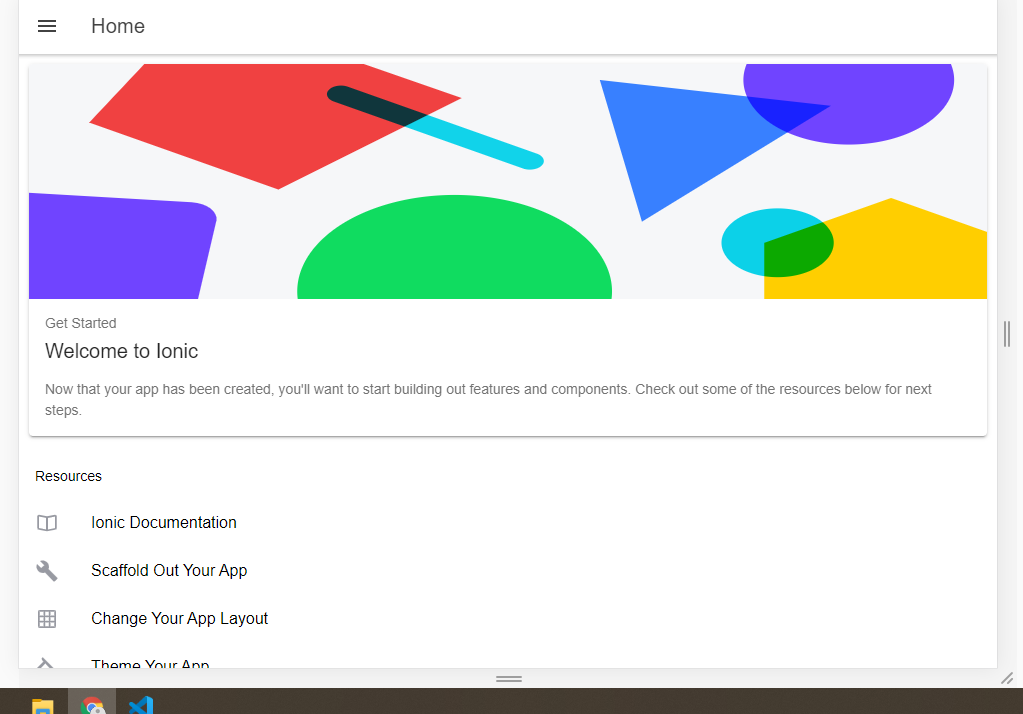 Home
Get Started
Welcome to Ionic
Now that your app has been created, you'll want to start building out features and components. Check out some of the resources below for next
steps.
Resources
Ionic Documentation
Scaffold Out Your App
Change Your App Layout
Theme Your App